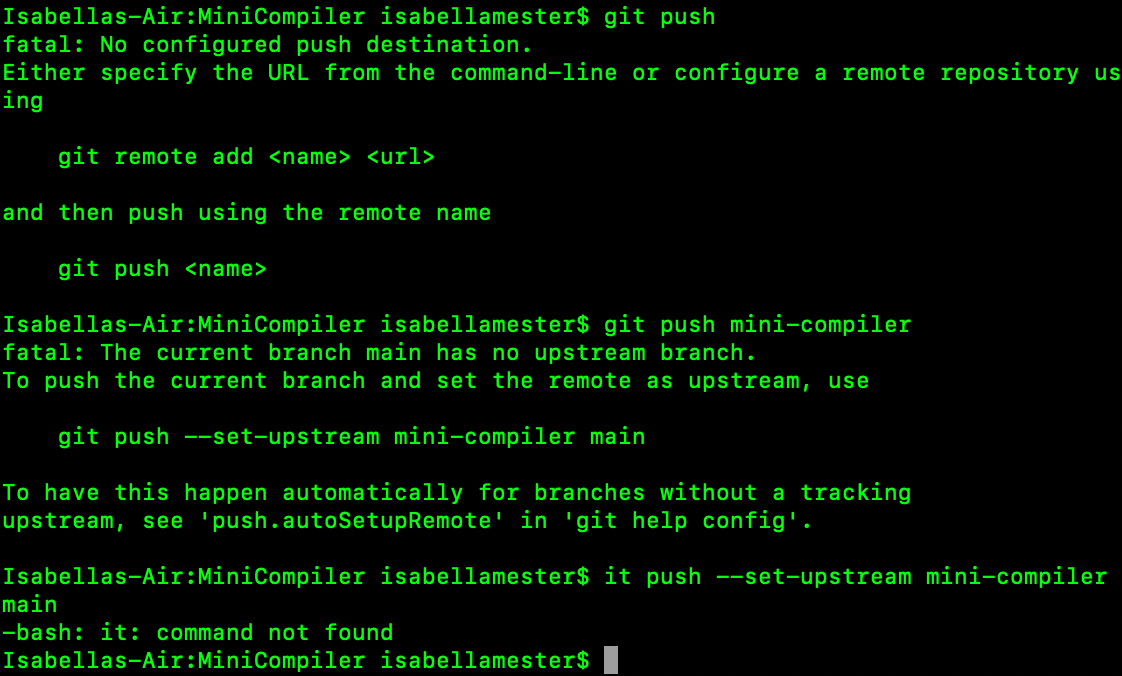 Isabellas-Air:MiniCompiler isabellamester$ git push
fatal: No configured push destination.
Either specify the URL from the command-line or configure a remote repository us
ing
    git remote add <name> <url>
and then push using the remote name
    git push <name>
Isabellas-Air:MiniCompiler isabellamester$ git push mini-compiler
fatal: The current branch main has no upstream branch.
To push the current branch and set the remote as upstream, use
    git push --set-upstream mini-compiler main
To have this happen automatically for branches without a tracking
upstream, see 'push.autoSetupRemote' in 'git help config'.
Isabellas-Air:MiniCompiler isabellamester$ it push --set-upstream mini-compiler
main
-bash: it: command not found
Isabellas-Air:MiniCompiler isabellamester$